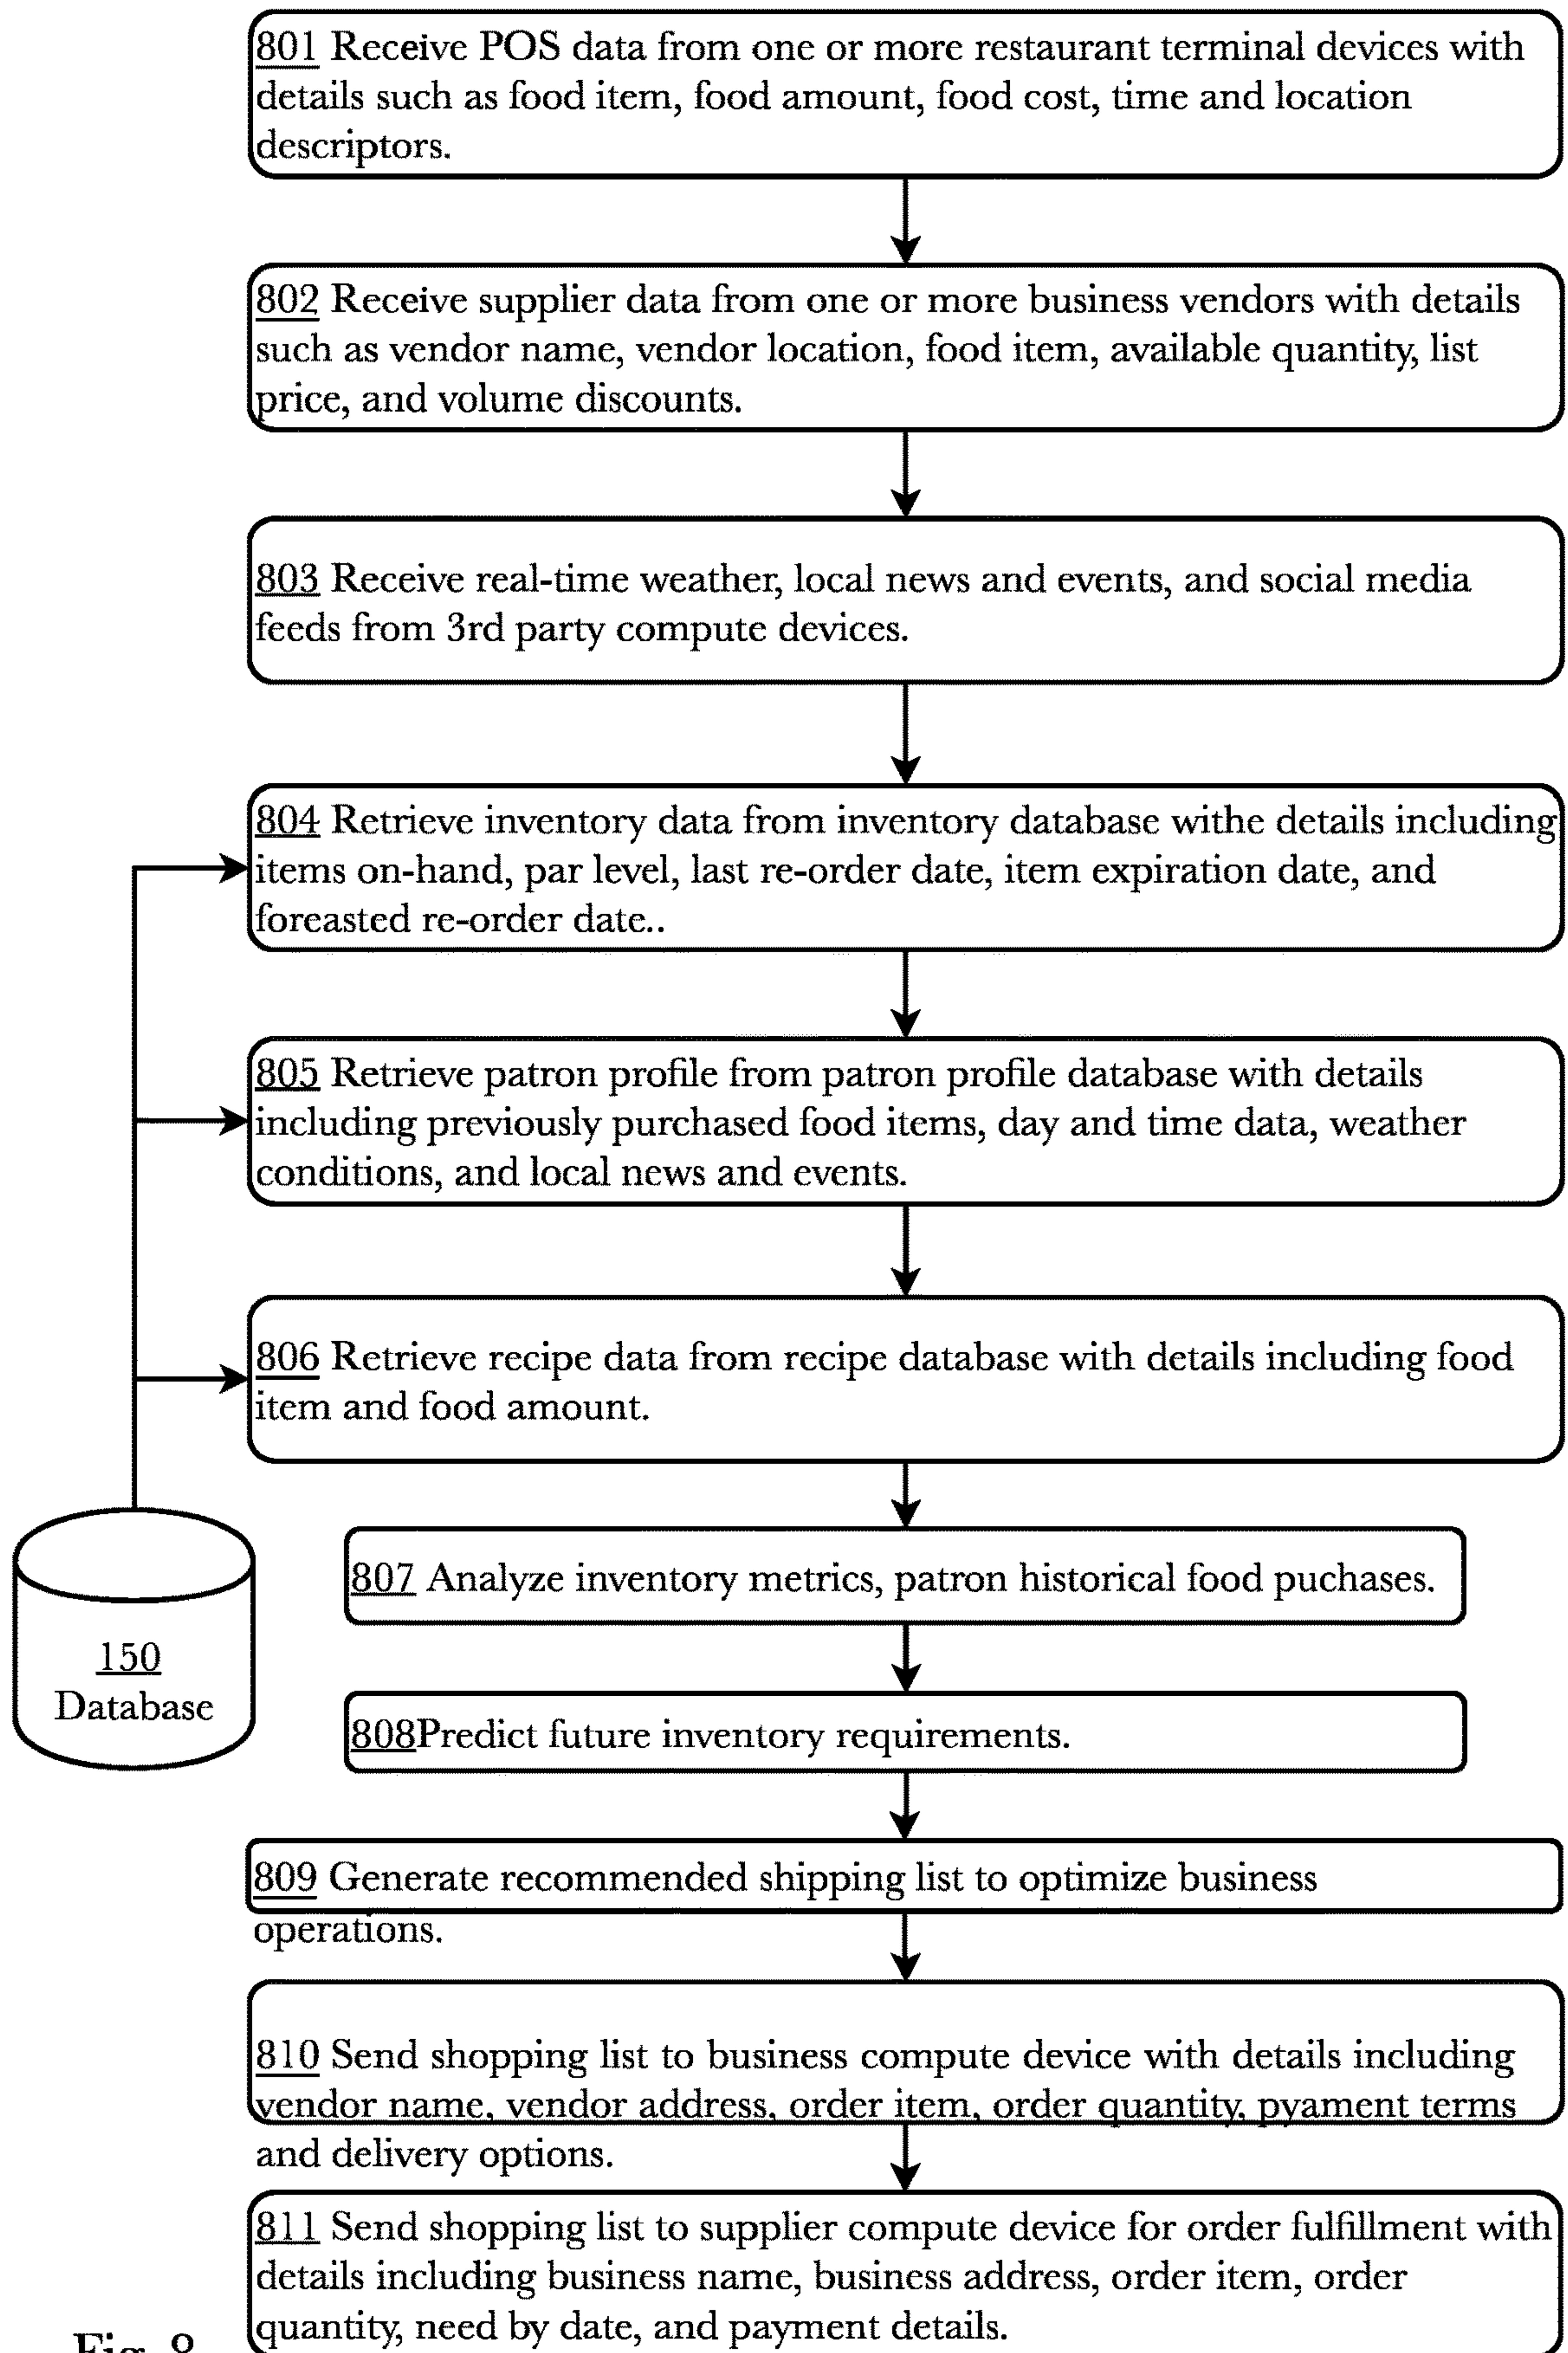 801 Receive POS data from one or more restaurant terminal devices with
details such as food item, food amount, food cost, time and location
descriptors.
802 Receive supplier data from one or more business vendors with details
such as vendor name, vendor location, food item, available quantity, list
price, and volume discounts.
803 Receive real-time weather, local news and events, and social media
feeds from 3rd party compute devices.
804 Retrieve inventory data from inventory database withe details including
items on-hand, par level, last re-order date, item expiration date, and
foreasted re-order date..
805 Retrieve patron profile from patron profile database with details
including previously purchased food items, day and time data, weather
conditions, and local news and events.
806 Retrieve recipe data from recipe database with details including food
item and food amount.
150
Database
807 Analyze inventory metrics, patron historical food puchases.
808Predict future inventory requirements.
809 Generate recommended shipping list to optimize business
operations.
810 Send shopping list to business compute device with details including
vendor name, vendor address, order item, order quantity, pyament terms
and delivery options.
811 Send shopping list to supplier compute device for order fulfillment with
details including business name, business address, order item, order
quantity, need by date, and payment details.
Fig. 8